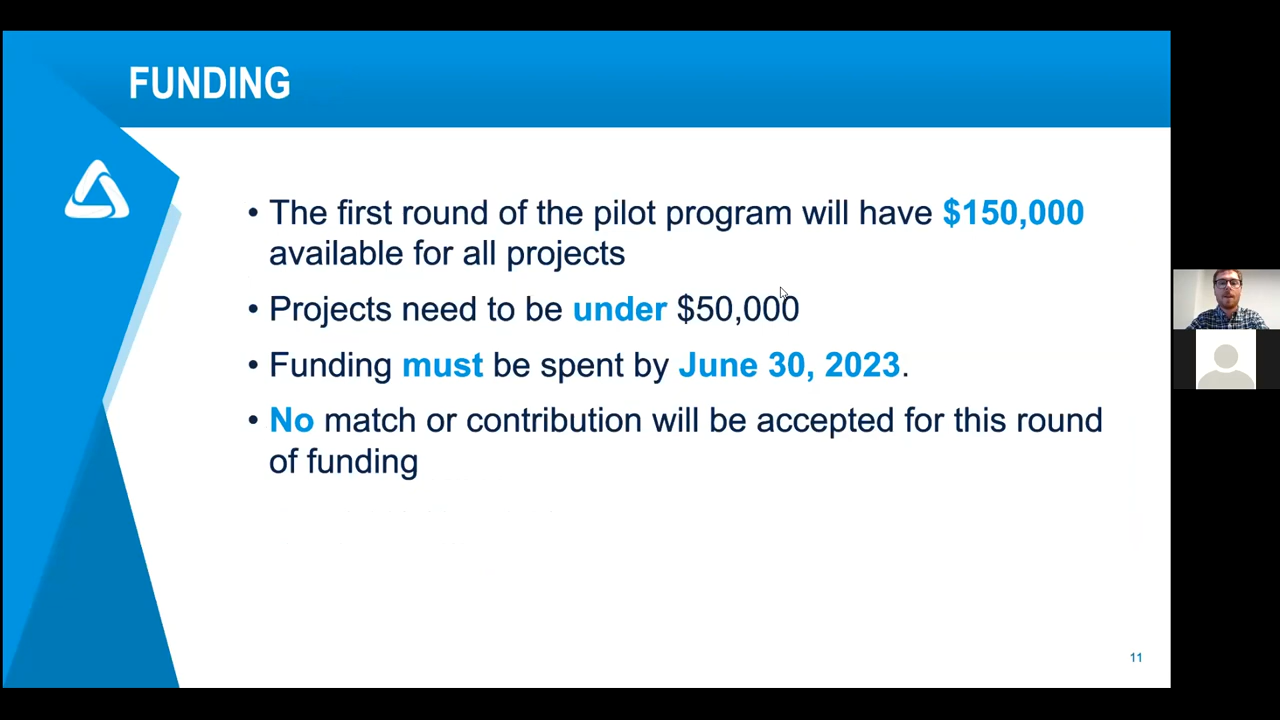 FUNDING
• The first round of the pilot program will have $150,000
available for all projects
• Projects need to be under $50,000
• Funding must be spent by June 30, 2023.
• No match or contribution will be accepted for this round
of funding
11